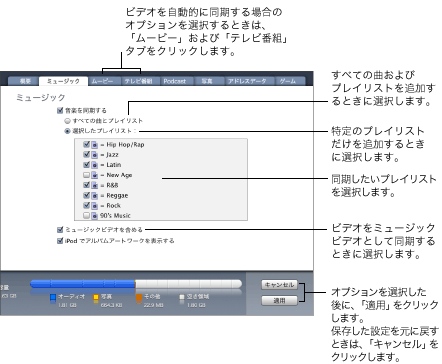 ビデオを自動的に同期する場合の
オプションを選択するときは、
「ムービー」および「テレビ番組」
タブをクリックします。
概要 ミュージック ムービー テレビ番組 Podcast 写真 アドレスデータ ゲーム
ミュージック
音楽を同期する
すべての曲とプレイリスト
選択したプレイリスト：
= Hip Hop/Rap
= Jazz
= Latin
= New Age
= R&B
= Reggae
= Rock
90's Music
ミュージックビデオを含める
iPod でアルバムアートワークを表示する
オーディオ 写真 その他 空き領域
664.3 KB 22.9 MB 1.80 GB
キャンセル
適用
すべての曲および
プレイリストを追加す
るときに選択します。
特定のプレイリスト
だけを追加するとき
に選択します。
同期したいプレイリスト
を選択します。
ビデオをミュージック
ビデオとして同期する
ときに選択します。
オプションを選択した
後に、「適用」をクリック
します。
保存した設定を元に戻す
ときは、「キャンセル」を
クリックします。